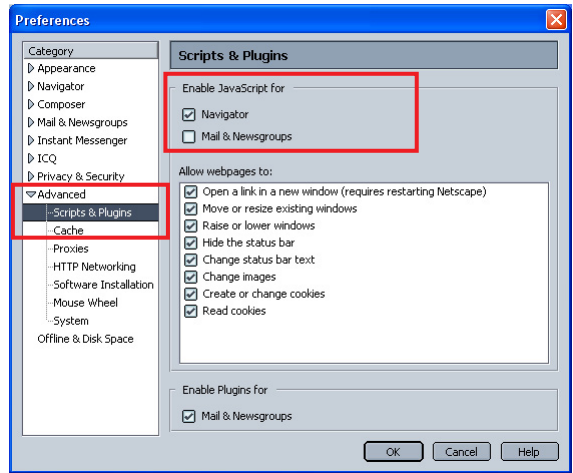 Preferences
Category
Appearance
Navigator
Composer
Mail & Newsgroups
Instant Messenger
ICQ
Privacy & Security
Advanced
Scripts & Plugins
Cache
Proxies
HTTP Networking
Software Installation
Mouse Wheel
System
Offline & Disk Space
Scripts & Plugins
Enable JavaScript for
Navigator
Mail & Newsgroups
Allow webpages to:
Open a link in a new window (requires restarting Netscape)
Move or resize existing windows
Raise or lower windows
Hide the status bar
Change status bar text
Change images
Create or change cookies
Read cookies
Enable Plugins for
Mail & Newsgroups
OK Cancel Help